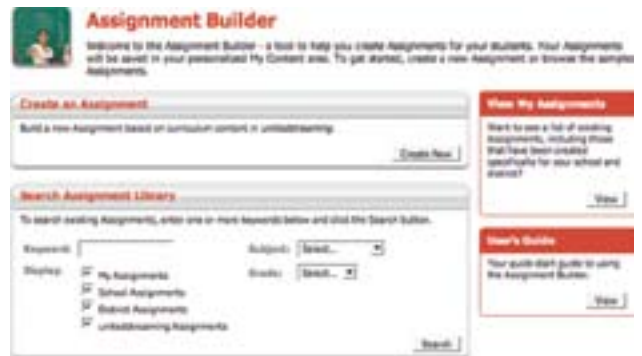 Assignment Builder
Welcome to the Assignment Builder - a tool to help you create Assignments for your students. Your Assignments
will be saved in your personalized My Content area. To get started, create a new Assignment or browse the samples
Assignments.
Create an Assignment
Build a new Assignment based on curriculum content in unitedstreaming.
Create New
Search Assignment Library
To search existing Assignments, enter one or more keywords below and click the Search button.
Keyword:
Subject: Select...
Display:
Grade: Select...
My Assignments
School Assignments
District Assignments
unitedstreaming Assignments
Search
View My Assignments
Want to see a list of existing
Assignments, including those
that have been created
specifically for your school and
district?
View
User's Guide
Your quick-start guide to using
the Assignment Builder.
View